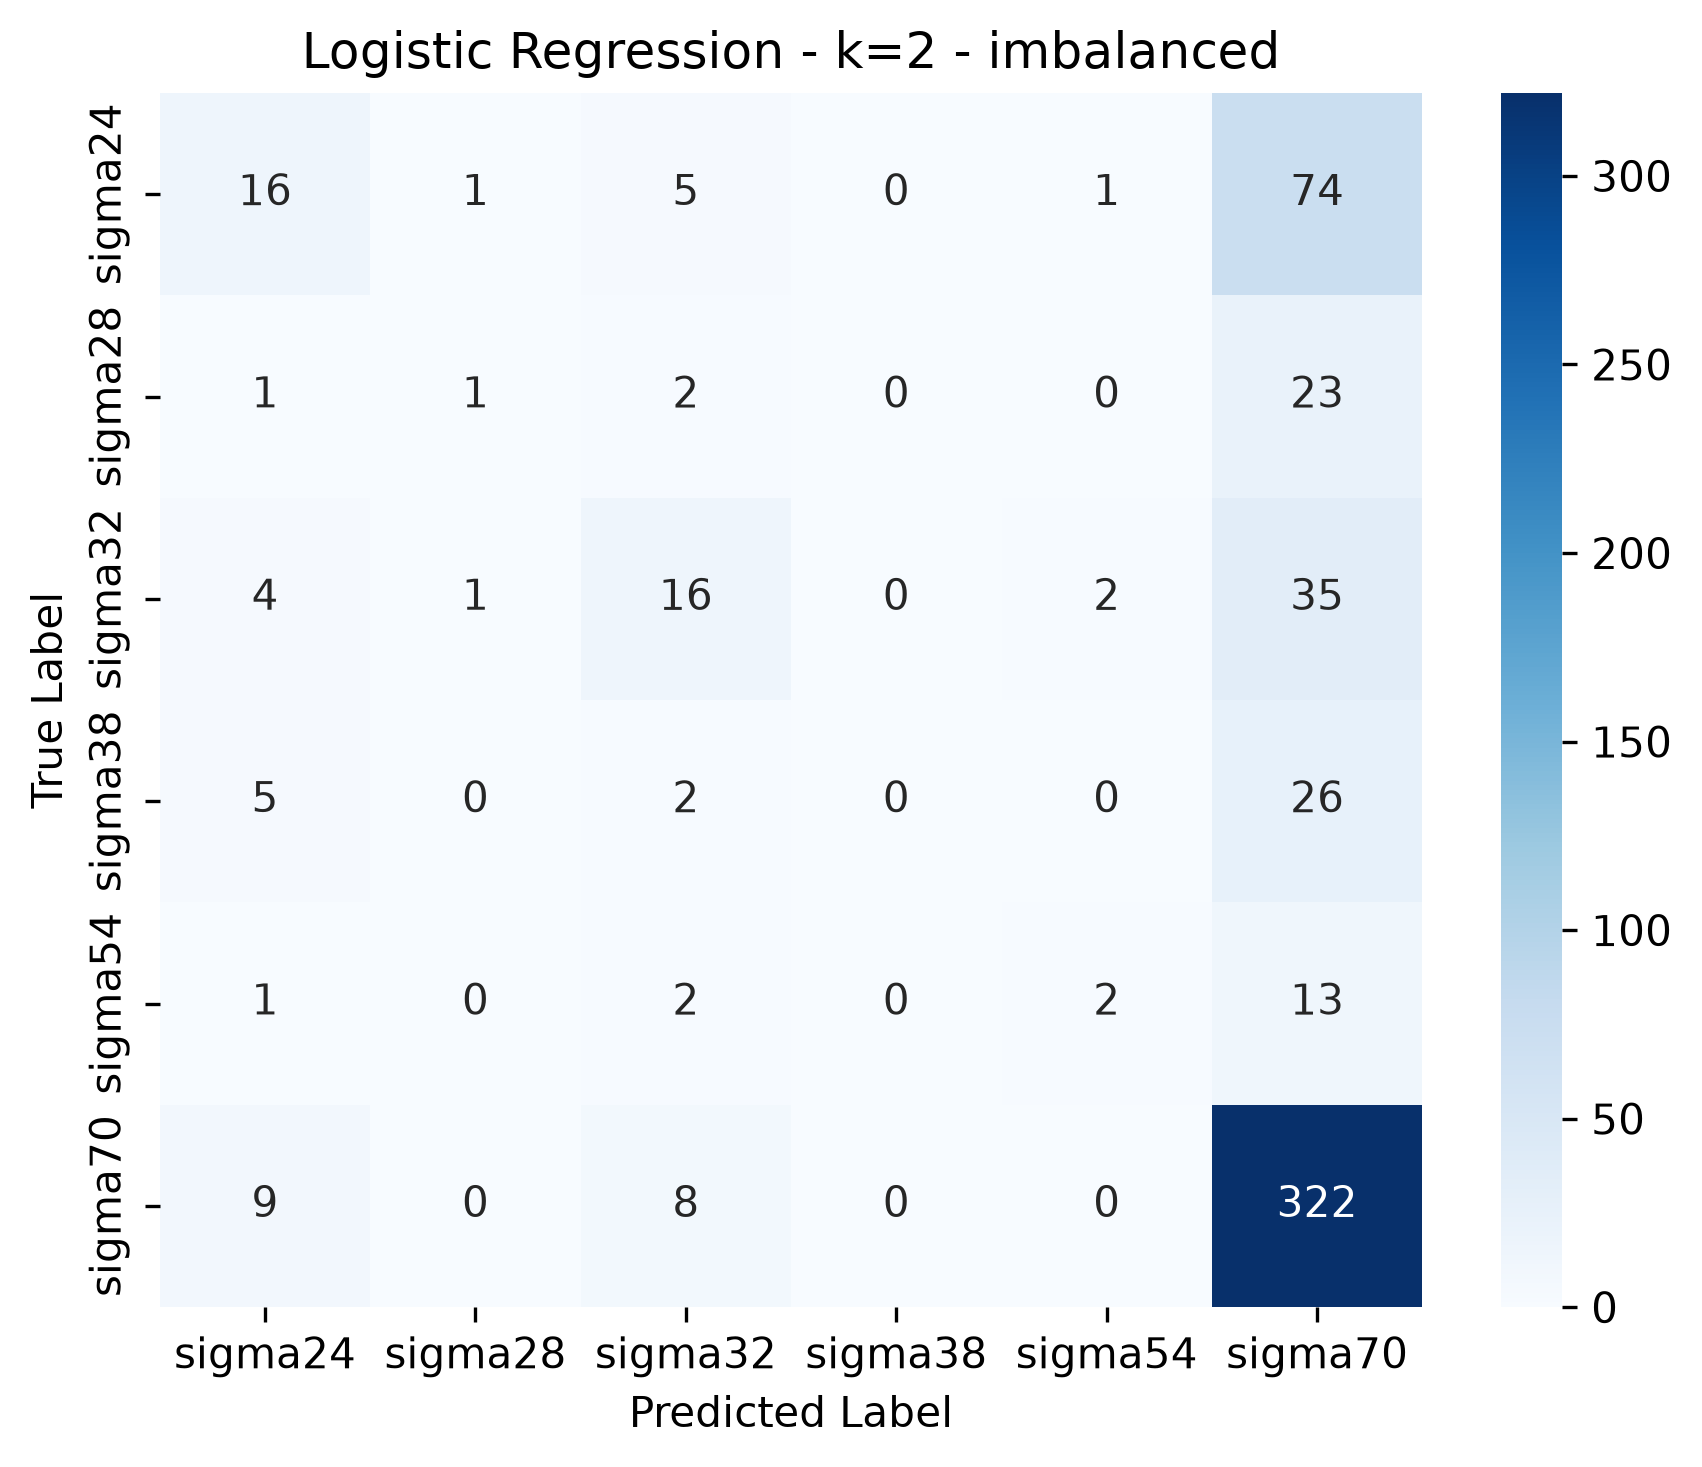 Logistic Regression - k=2 - imbalanced
True Label
sigma24 16 1 5 0 1 74
sigma28 1 1 2 0 0 23
sigma32 4 1 16 0 2 35
sigma38 5 0 2 0 0 26
sigma54 1 0 2 0 2 13
sigma70 9 0 8 0 0 322
sigma24 sigma28 sigma32 sigma38 sigma54 sigma70
Predicted Label
300
250
200
150
100
50
0